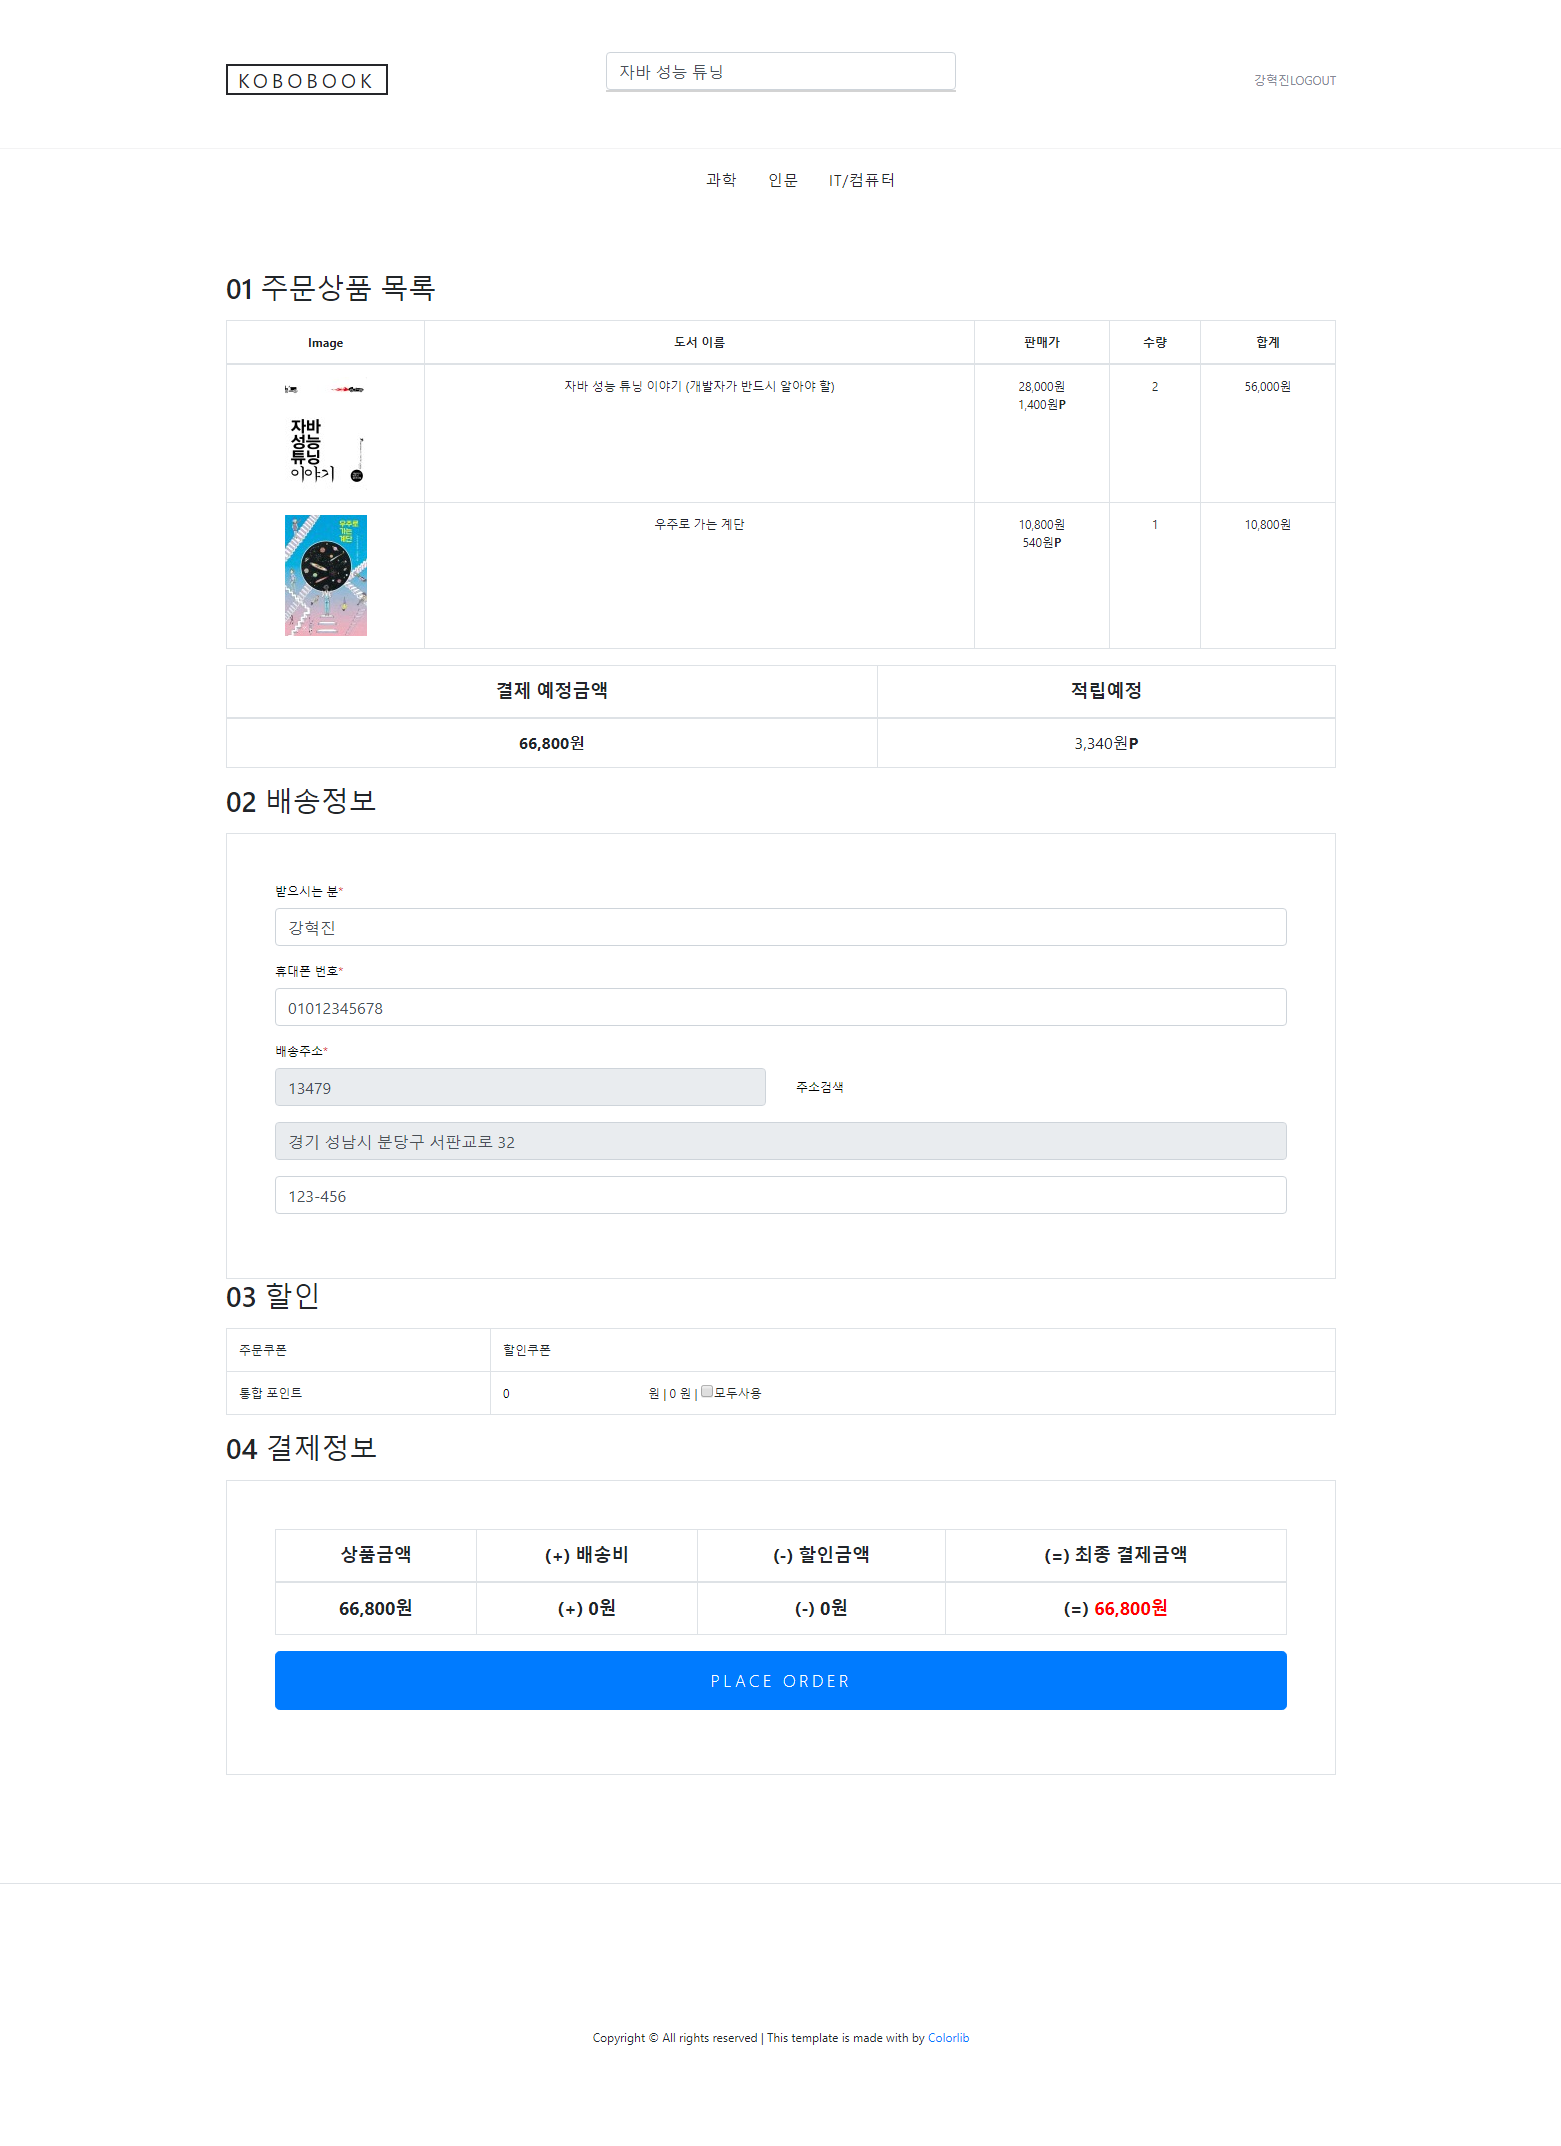 KOBOBOOK
자바 성능 튜닝
강혁진LOGOUT
과학 인문 IT/컴퓨터
01 주문상품 목록
Image 도서 이름 판매가 수량 합계
자바 성능 튜닝 이야기 (개발자가 반드시 알아야 할) 28,000원 2 56,000원
1,400원P
자바
성능
튜닝
이야기
우주로 가는 계단 10,800원 1 10,800원
540원P
우주로
가는
계단
결제 예정금액 적립예정
66,800원 3,340원P
02 배송정보
받으시는 분*
강혁진
휴대폰 번호*
01012345678
배송주소*
13479 주소검색
경기 성남시 분당구 서판교로 32
123-456
03 할인
주문쿠폰 할인쿠폰
통합 포인트 0 원 | 0 원 | 모두사용
04 결제정보
상품금액 (+) 배송비 (-) 할인금액 (=) 최종 결제금액
66,800원 (+) 0원 (-) 0원 (=) 66,800원
PLACE ORDER
Copyright © All rights reserved | This template is made with by Colorlib